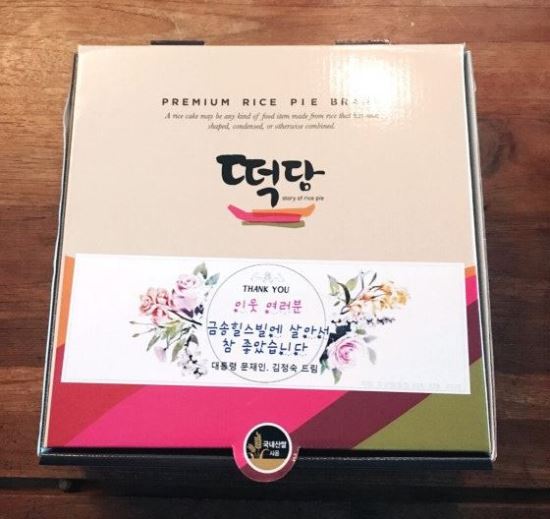 PREMIUM RICE PIE BRAND
A rice cake may be any kind of food item made from rice that has been
shaped, condensed, or otherwise combined.
떡담
story of rice pie
THANK YOU
이웃 여러분
금송힐스빌에 살아서
참 좋았습니다
대통령 문재인. 김정숙 드림
국내산쌀
사용